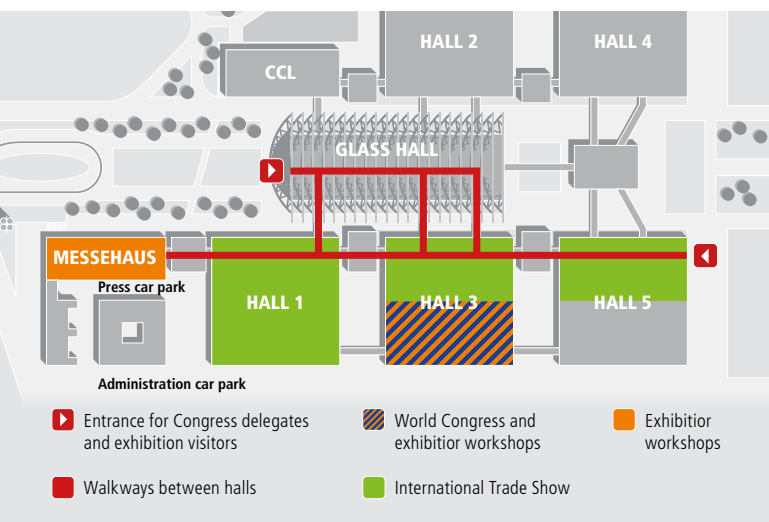 HALL 2
HALL 4
CCL
GLASS HALL
MESSEHAUS
Press car park
HALL 1
HALL 3
HALL 5
Administration car park
Entrance for Congress delegates
and exhibition visitors
World Congress and
exhibitior workshops
Exhibitior
workshops
Walkways between halls
International Trade Show